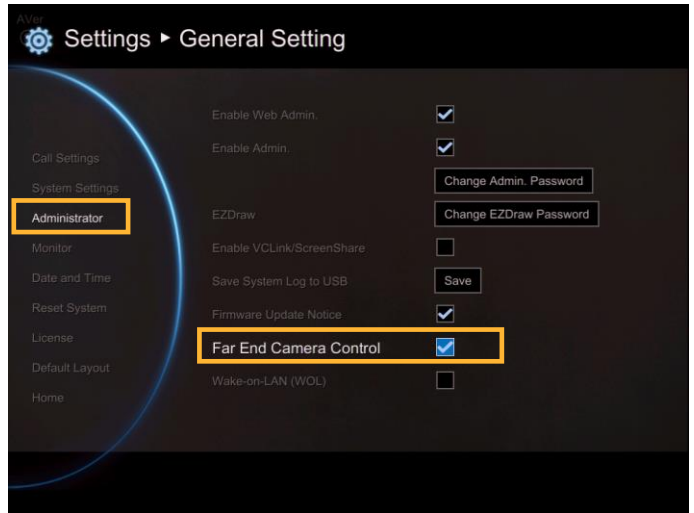 AVer
Settings ► General Setting
Enable Web Admin.
Enable Admin.
Call Settings
Change Admin. Password
System Settings
Administrator
EZDraw
Change EZDraw Password
Monitor
Enable VCLink/ScreenShare
Date and Time
Save System Log to USB
Save
Reset System
Firmware Update Notice
License
Far End Camera Control
Default Layout
Wake-on-LAN (WOL)
Home